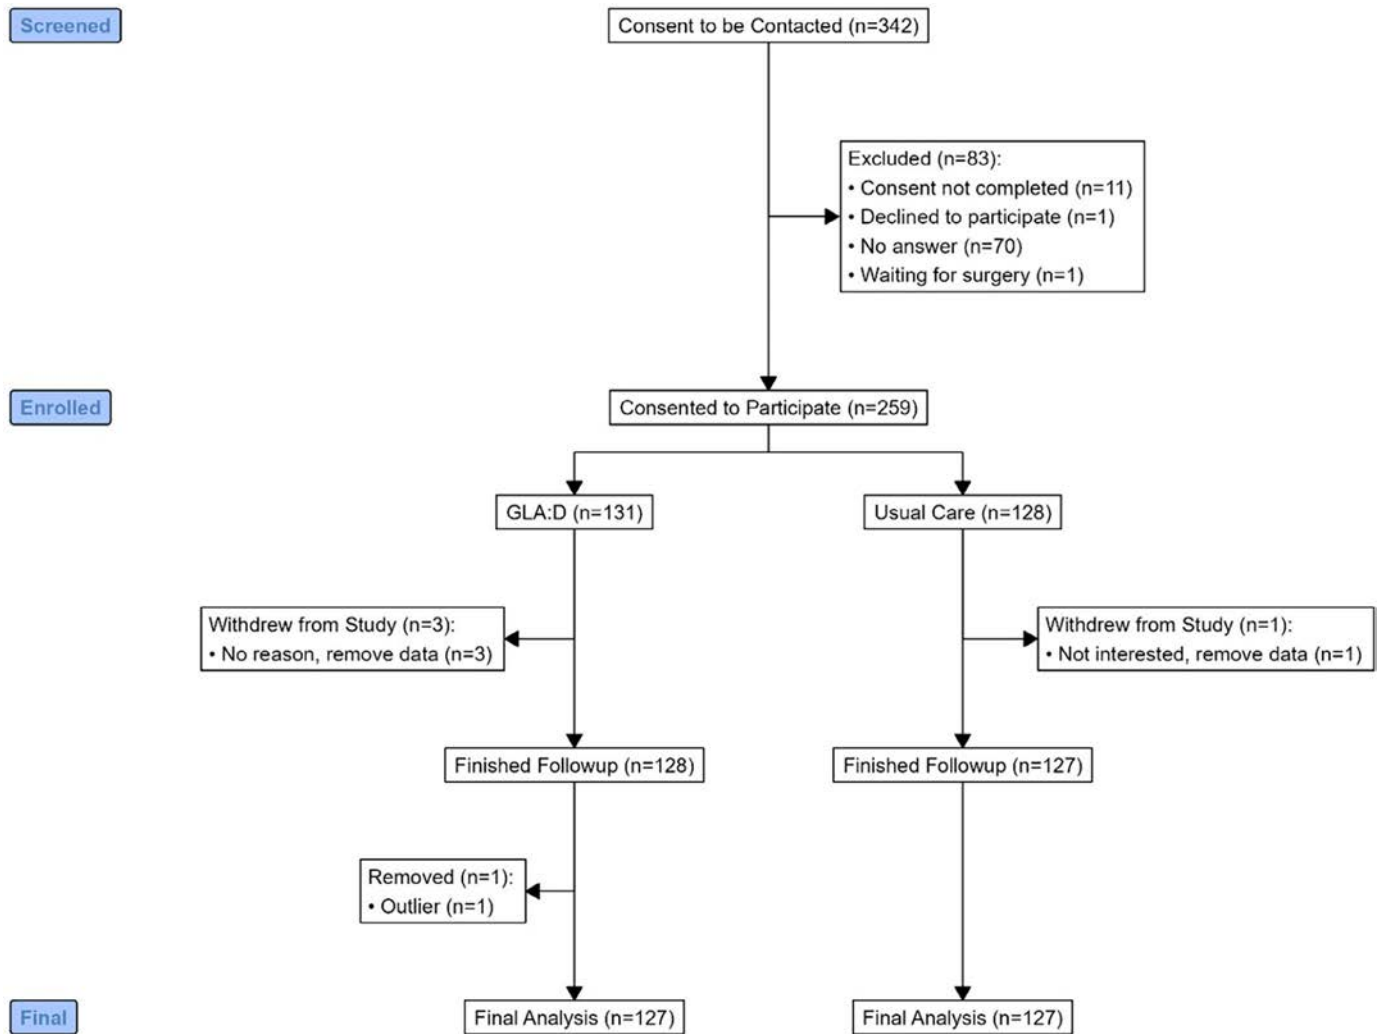 Screened
Consent to be Contacted (n=342)
Excluded (n=83):
• Consent not completed (n=11)
• Declined to participate (n=1)
• No answer (n=70)
• Waiting for surgery (n=1)
Enrolled
Consented to Participate (n=259)
GLA:D (n=131)
Usual Care (n=128)
Withdrew from Study (n=3):
• No reason, remove data (n=3)
Withdrew from Study (n=1):
• Not interested, remove data (n=1)
Finished Followup (n=128)
Finished Followup (n=127)
Removed (n=1):
• Outlier (n=1)
Final
Final Analysis (n=127)
Final Analysis (n=127)